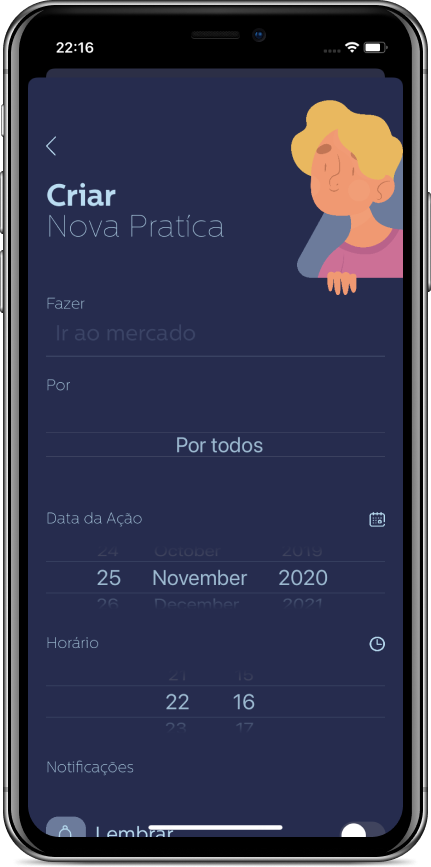 22:16
Criar
Nova Pratíca
Fazer
Ir ao mercado
Por
Por todos
Data da Ação
24 October 2019
25 November 2020
26 December 2021
Horário
21 15
22 16
23 17
Notificações
Lembrar